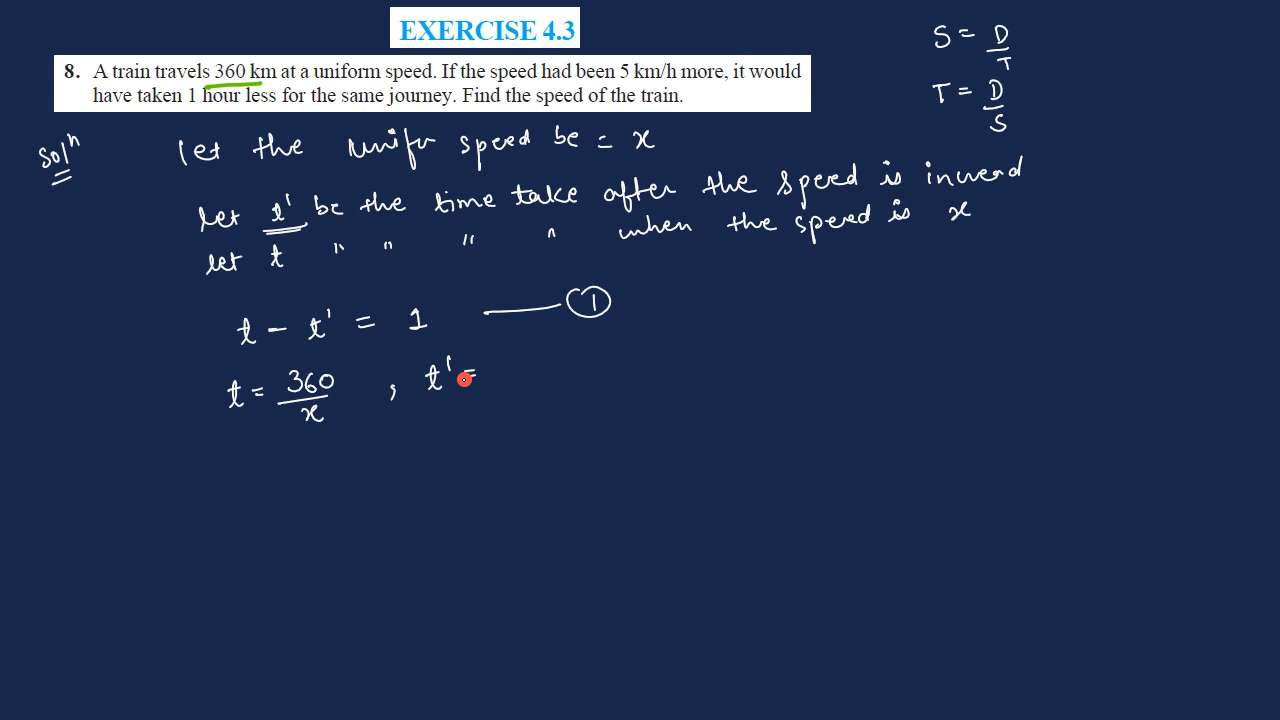 EXERCISE 4.3
8. A train travels 360 km at a uniform speed. If the speed had been 5 km/h more, it would
have taken 1 hour less for the same journey. Find the speed of the train.
S = D/T
T = D/S
Solⁿ
let the unifr speed be = x
let t' be the time take after the speed is
let t " " " " when the speed is x
t - t' = 1 ——— ①
t = 360/x , t' =